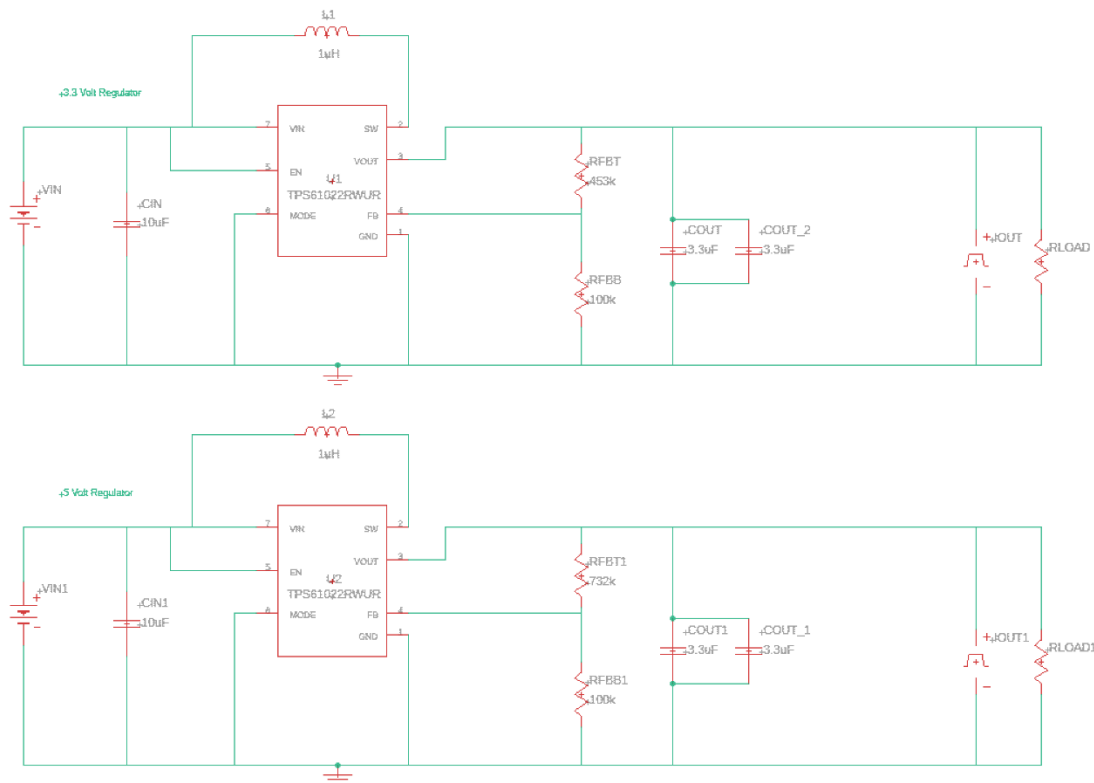 L1
1uH
3.3 Volt Regulator
7
VIN
SW
2
VOUT
3
RFBT
453k
5
EN
U1
TPS61022RWUR
VIN
+
-
CIN
10uF
6
MODE
FB
4
GND
1
COUT
3.3uF
COUT_2
3.3uF
+
IOUT
-
RLOAD
RFBB
100k
L2
1uH
5 Volt Regulator
7
VIN
SW
2
VOUT
3
RFBT1
732k
5
EN
U2
TPS61022RWUR
VIN1
+
-
CIN1
10uF
6
MODE
FB
4
GND
1
COUT1
3.3uF
COUT_1
3.3uF
+
IOUT1
-
RLOAD1
RFBB1
100k